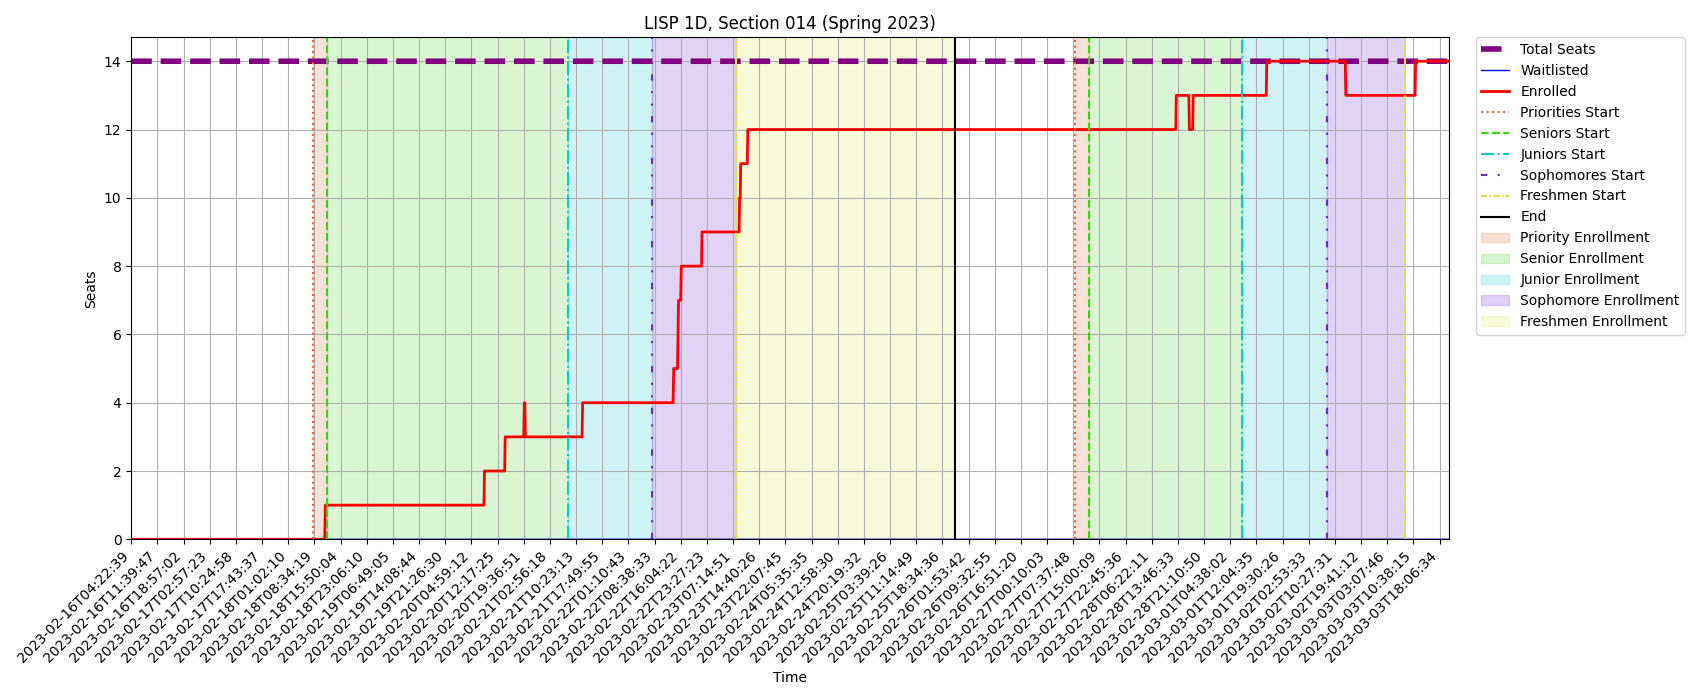 LISP 1D, Section 014 (Spring 2023)
Total Seats
Waitlisted
Enrolled
Priorities Start
Seniors Start
Juniors Start
Sophomores Start
Freshmen Start
End
Priority Enrollment
Senior Enrollment
Junior Enrollment
Sophomore Enrollment
Freshmen Enrollment
Seats
14
12
10
8
6
4
2
0
2023-02-16T04:22:39
2023-02-16T11:39:47
2023-02-16T18:57:02
2023-02-17T02:57:23
2023-02-17T10:24:58
2023-02-17T17:43:37
2023-02-18T01:02:10
2023-02-18T08:34:19
2023-02-18T15:50:04
2023-02-18T23:06:10
2023-02-19T06:49:05
2023-02-19T14:08:44
2023-02-19T21:26:30
2023-02-20T04:59:12
2023-02-20T12:17:25
2023-02-20T19:36:51
2023-02-21T02:56:18
2023-02-21T10:23:13
2023-02-21T17:49:55
2023-02-22T01:10:43
2023-02-22T08:38:33
2023-02-22T16:04:22
2023-02-22T23:27:23
2023-02-23T07:14:51
2023-02-23T14:40:26
2023-02-23T22:07:45
2023-02-24T05:35:35
2023-02-24T12:58:30
2023-02-24T20:19:32
2023-02-25T03:39:26
2023-02-25T11:14:49
2023-02-25T18:34:36
2023-02-26T01:53:42
2023-02-26T09:32:55
2023-02-26T16:51:20
2023-02-27T00:10:03
2023-02-27T07:37:48
2023-02-27T15:00:09
2023-02-27T22:45:36
2023-02-28T06:22:11
2023-02-28T13:46:33
2023-02-28T21:10:50
2023-03-01T04:38:02
2023-03-01T12:04:35
2023-03-01T19:30:26
2023-03-02T02:53:33
2023-03-02T10:27:31
2023-03-02T19:41:12
2023-03-03T03:07:46
2023-03-03T10:38:15
2023-03-03T18:06:34
Time